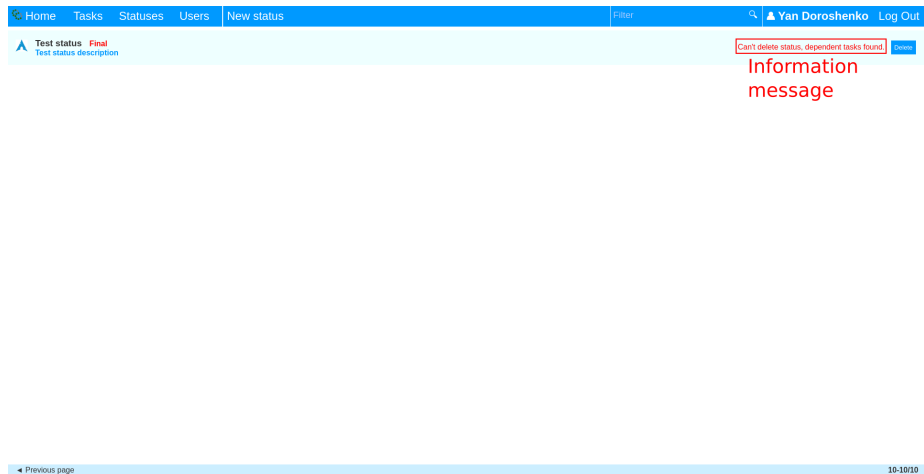 Home Tasks Statuses Users New status Filter Yan Doroshenko Log Out
Test status Final
Test status description
Can't delete status, dependent tasks found. Delete
Information
message
◄ Previous page 10-10/10